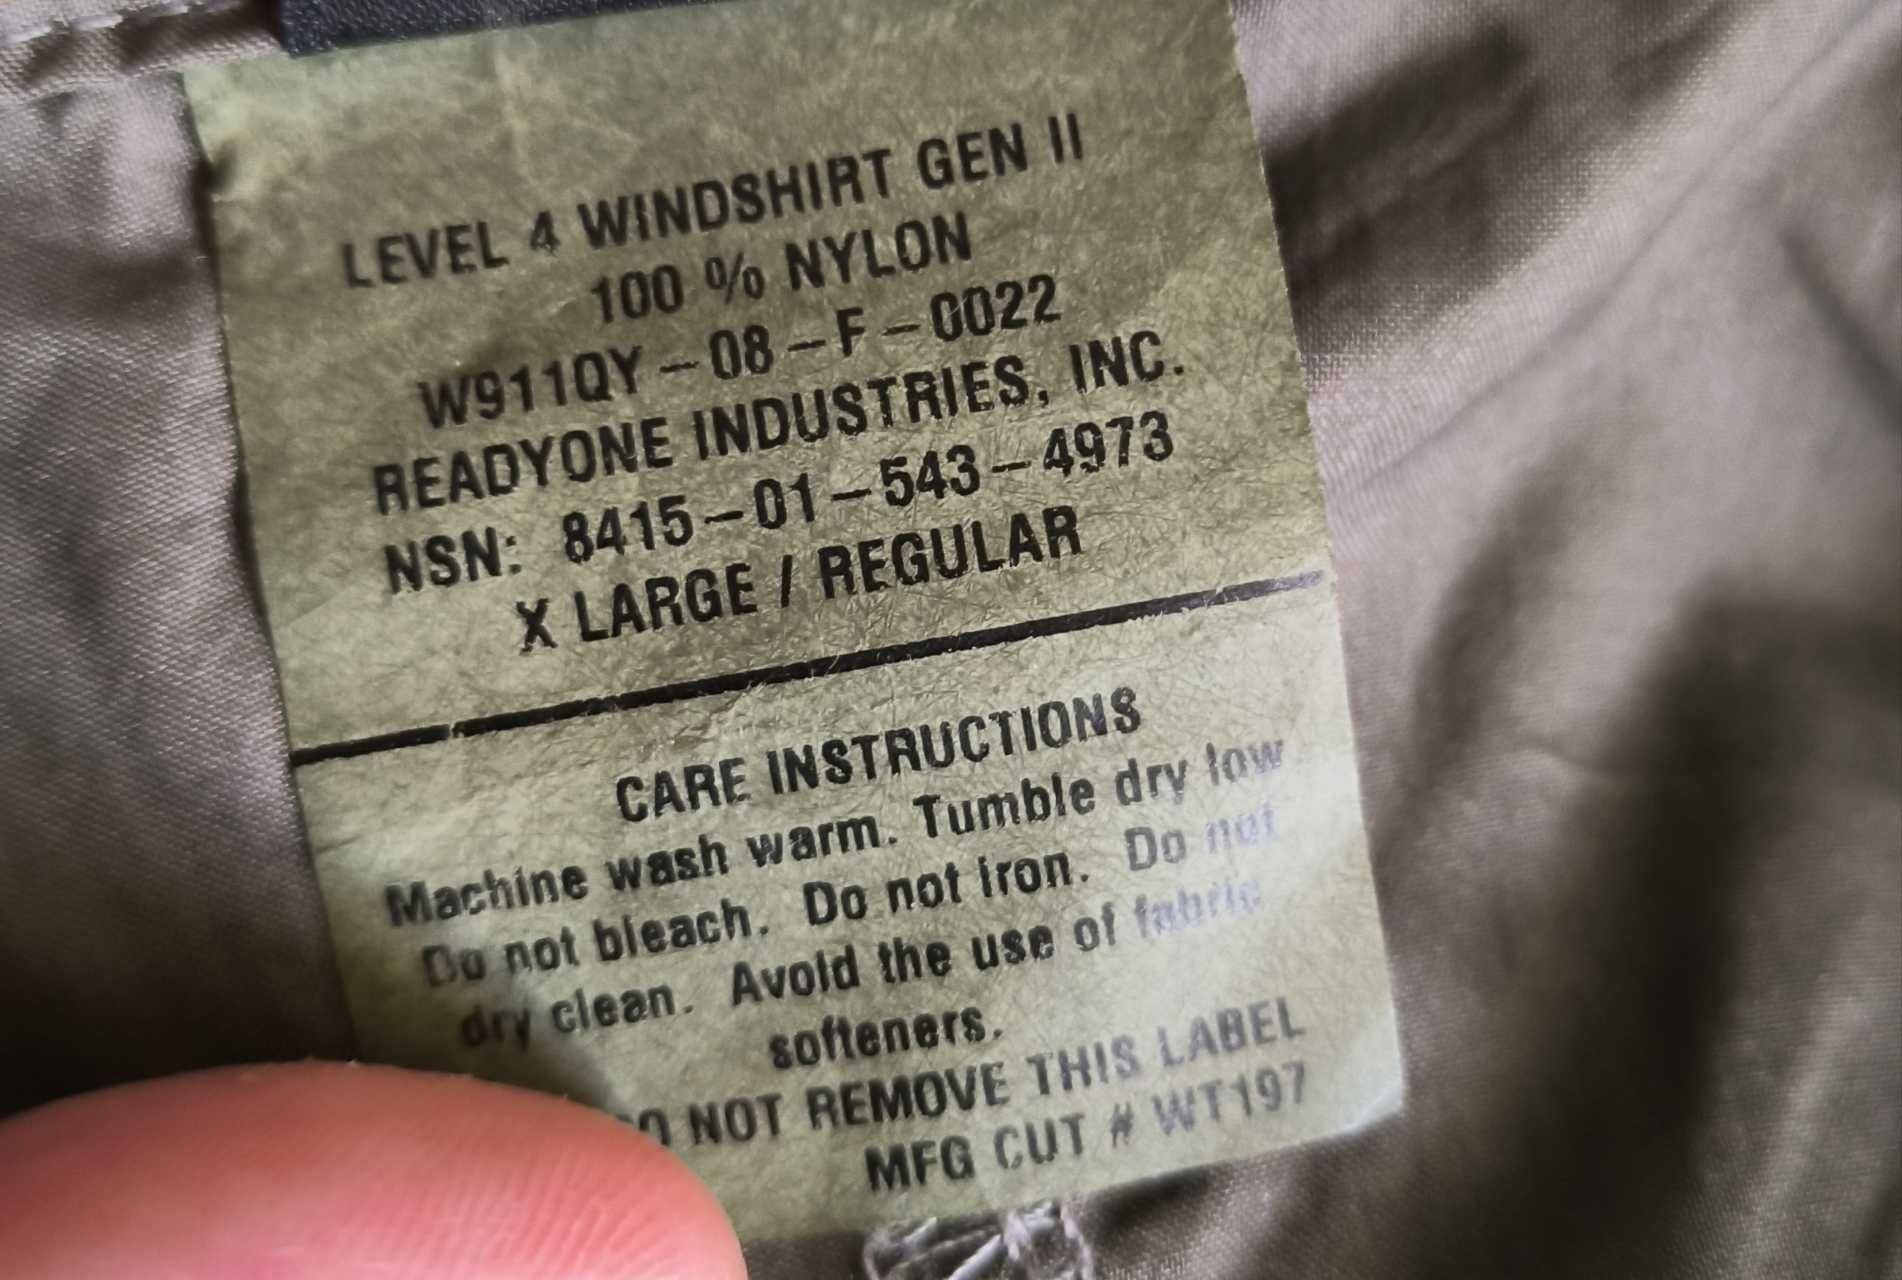 LEVEL 4 WINDSHIRT GEN II
100 % NYLON
W911QY-08-F-0022
READYONE INDUSTRIES, INC.
NSN: 8415-01-543-4973
X LARGE / REGULAR
CARE INSTRUCTIONS
Machine wash warm. Tumble dry low
Do not bleach. Do not iron. Do not
dry clean. Avoid the use of fabric
softeners.
DO NOT REMOVE THIS LABEL
MFG CUT # WT197